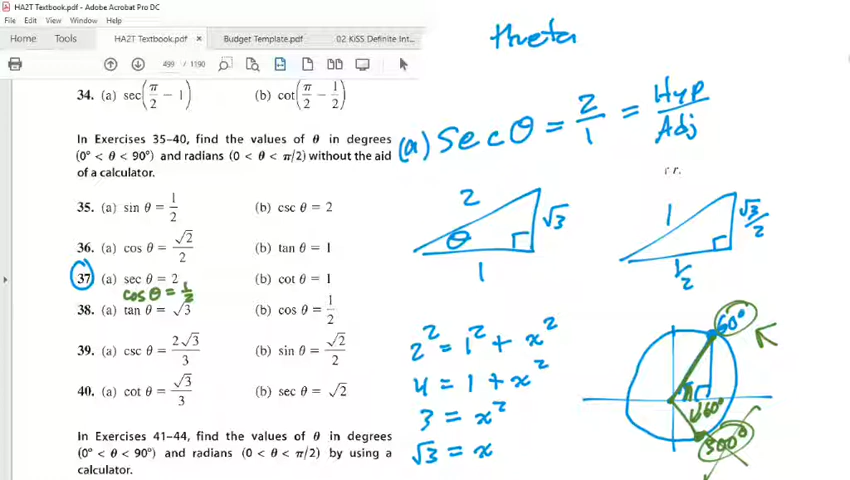 HA2T Textbook.pdf - Adobe Acrobat Pro DC
File Edit View Window Help
Home Tools HA2T Textbook.pdf × Budget Template.pdf 02 KiSS Definite Int...
499 / 1190
34. (a) sec(π/2 − 1) (b) cot(π/2 − 1/2)
In Exercises 35–40, find the values of θ in degrees
(0° < θ < 90°) and radians (0 < θ < π/2) without the aid
of a calculator.
35. (a) sin θ = 1/2 (b) csc θ = 2
36. (a) cos θ = √2/2 (b) tan θ = 1
37. (a) sec θ = 2 (b) cot θ = 1
cos θ = 1/2
38. (a) tan θ = √3 (b) cos θ = 1/2
39. (a) csc θ = 2√3/3 (b) sin θ = √2/2
40. (a) cot θ = √3/3 (b) sec θ = √2
In Exercises 41–44, find the values of θ in degrees
(0° < θ < 90°) and radians (0 < θ < π/2) by using a
calculator.
Theta
(a) sec θ = 2/1 = Hyp/Adj
2 √3 θ 1
1 √3/2 1/2
2² = 1² + x²
4 = 1 + x²
3 = x²
√3 = x
60°
60°
300°